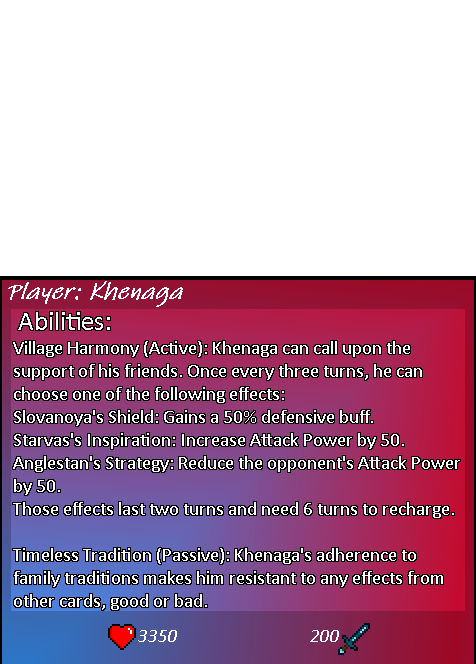 Player: Khenaga
Abilities:
Village Harmony (Active): Khenaga can call upon the
support of his friends. Once every three turns, he can
choose one of the following effects:
Slovanoya's Shield: Gains a 50% defensive buff.
Starvas's Inspiration: Increase Attack Power by 50.
Anglestan's Strategy: Reduce the opponent's Attack Power
by 50.
Those effects last two turns and need 6 turns to recharge.
Timeless Tradition (Passive): Khenaga's adherence to
family traditions makes him resistant to any effects from
other cards, good or bad.
3350
200